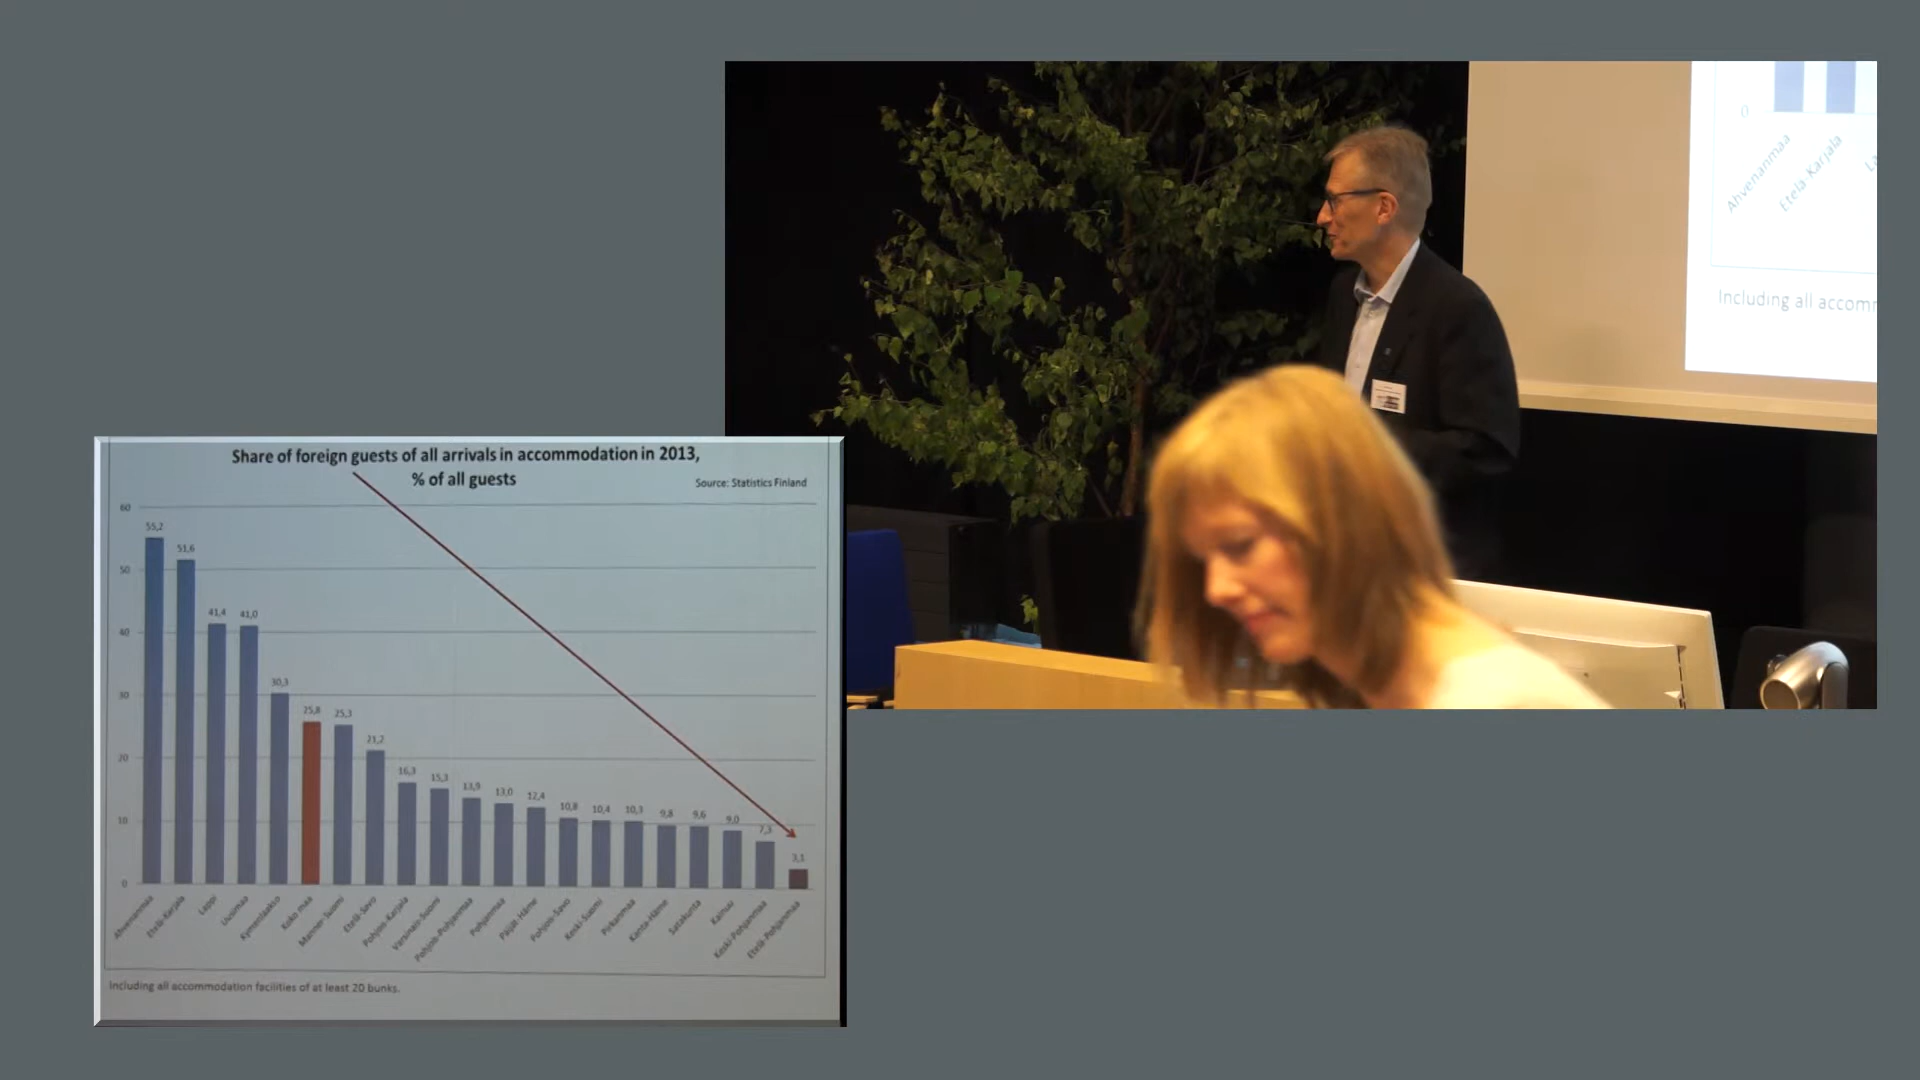 Share of foreign guests of all arrivals in accommodation in 2013,
% of all guests
Source: Statistics Finland
60
50
40
30
20
10
0
55,2
51,6
41,4
41,0
30,3
25,8
25,3
21,2
16,3
15,3
13,9
13,0
12,4
10,8
10,4
10,3
9,8
9,6
9,0
7,3
3,1
Ahvenanmaa
Etelä-Karjala
Lappi
Uusimaa
Kymenlaakso
Koko maa
Manner-Suomi
Etelä-Savo
Pohjois-Karjala
Varsinais-Suomi
Pohjois-Pohjanmaa
Pohjanmaa
Päijät-Häme
Pohjois-Savo
Keski-Suomi
Pirkanmaa
Kanta-Häme
Satakunta
Kainuu
Keski-Pohjanmaa
Etelä-Pohjanmaa
Including all accommodation facilities of at least 20 bunks.
0
Ahvenanmaa
Etelä Karjala
La
Including all accom